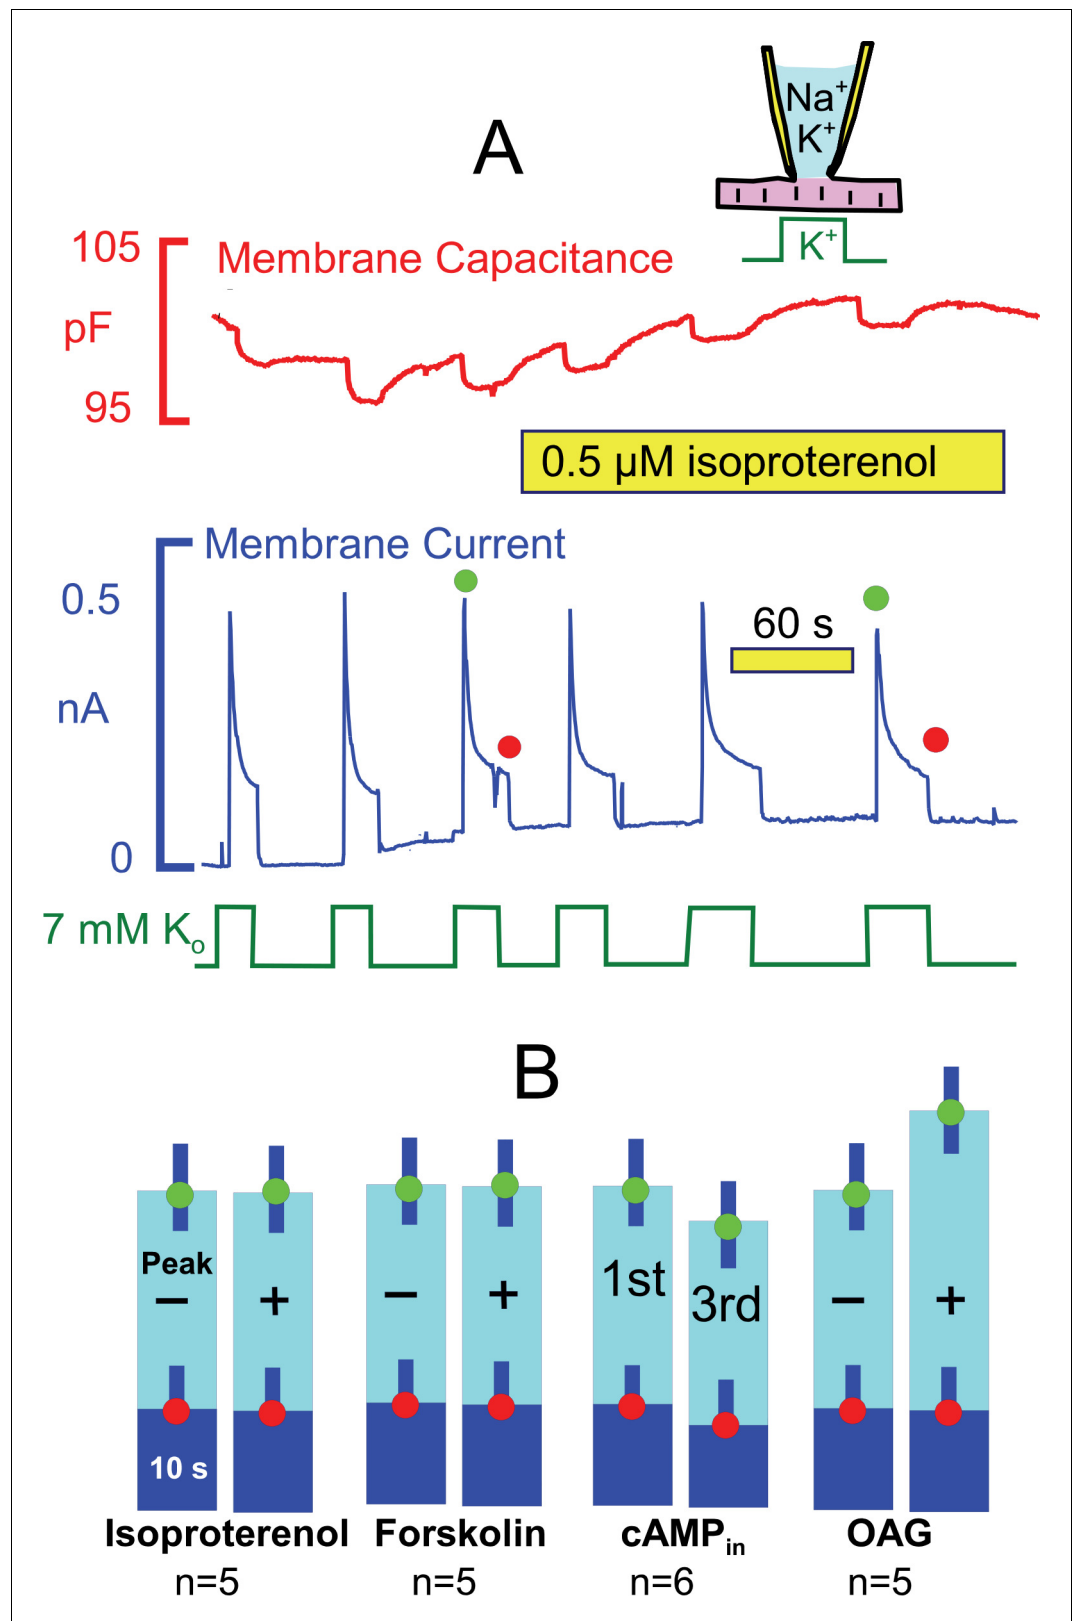 A
Na+
K+
K+
105
Membrane Capacitance
pF
95
0.5 µM isoproterenol
Membrane Current
0.5
60 s
nA
0
7 mM Ko
B
Peak
– + – + 1st 3rd – +
10 s
Isoproterenol Forskolin cAMPin OAG
n=5 n=5 n=6 n=5